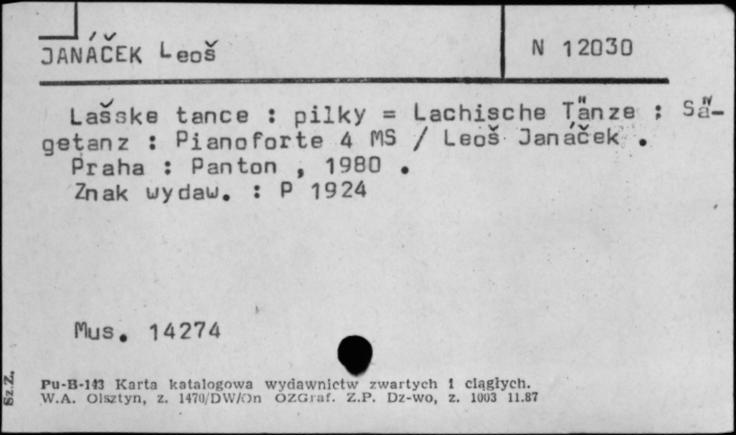 JANÁČEK Leoš
N 12030
Lašske tance : pilky = Lachische Tänze : Sä-
getanz : Pianoforte 4 MS / Leoš Janáček .
Praha : Panton , 1980 .
Znak wydaw. : P 1924
Mus. 14274
Sz.Z.
Pu-B-143 Karta katalogowa wydawnictw zwartych i ciągłych.
W.A. Olsztyn, z. 1470/DW/On OZGraf. Z.P. Dz-wo, z. 1003 11.87